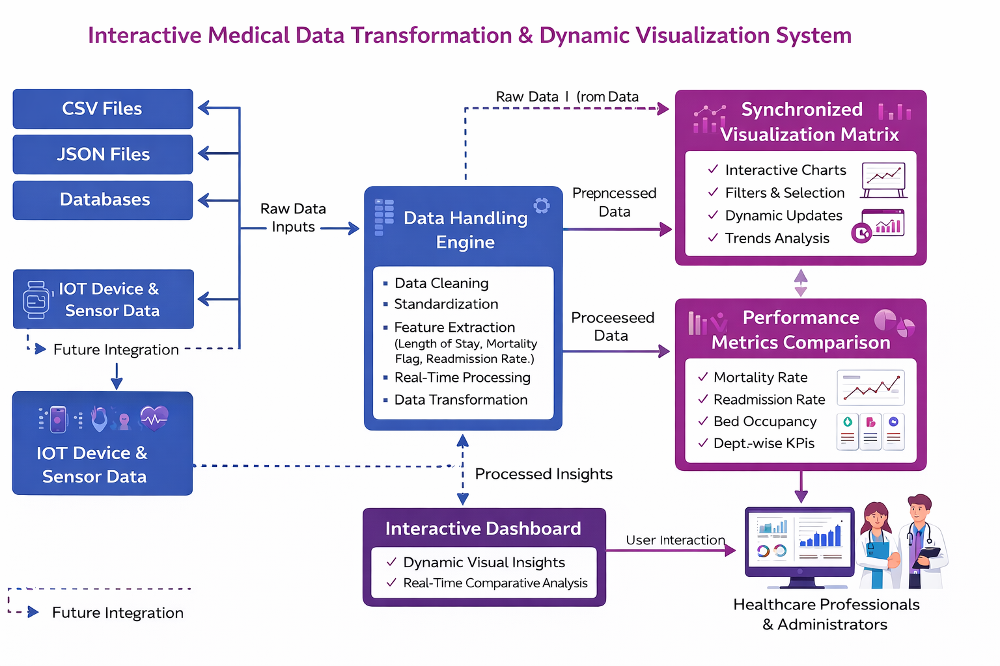 Interactive Medical Data Transformation & Dynamic Visualization System
CSV Files
JSON Files
Databases
IOT Device &
Sensor Data
Future Integration
IOT Device &
Sensor Data
Future Integration
Raw Data
Inputs
Data Handling
Engine
Data Cleaning
Standardization
Feature Extraction
(Length of Stay, Mortality
Flag, Readmission Rate.)
Real-Time Processing
Data Transformation
Raw Data | (rom Data
Prepncessed
Data
Proceeseed
Data
Processed Insights
Synchronized
Visualization Matrix
✓ Interactive Charts
✓ Filters & Selection
✓ Dynamic Updates
✓ Trends Analysis
Performance
Metrics Comparison
✓ Mortality Rate
✓ Readmission Rate
✓ Bed Occupancy
✓ Dept.-wise KPis
Interactive Dashboard
✓ Dynamic Visual Insights
✓ Real-Time Comparative Analysis
User Interaction
Healthcare Professionals
& Administrators